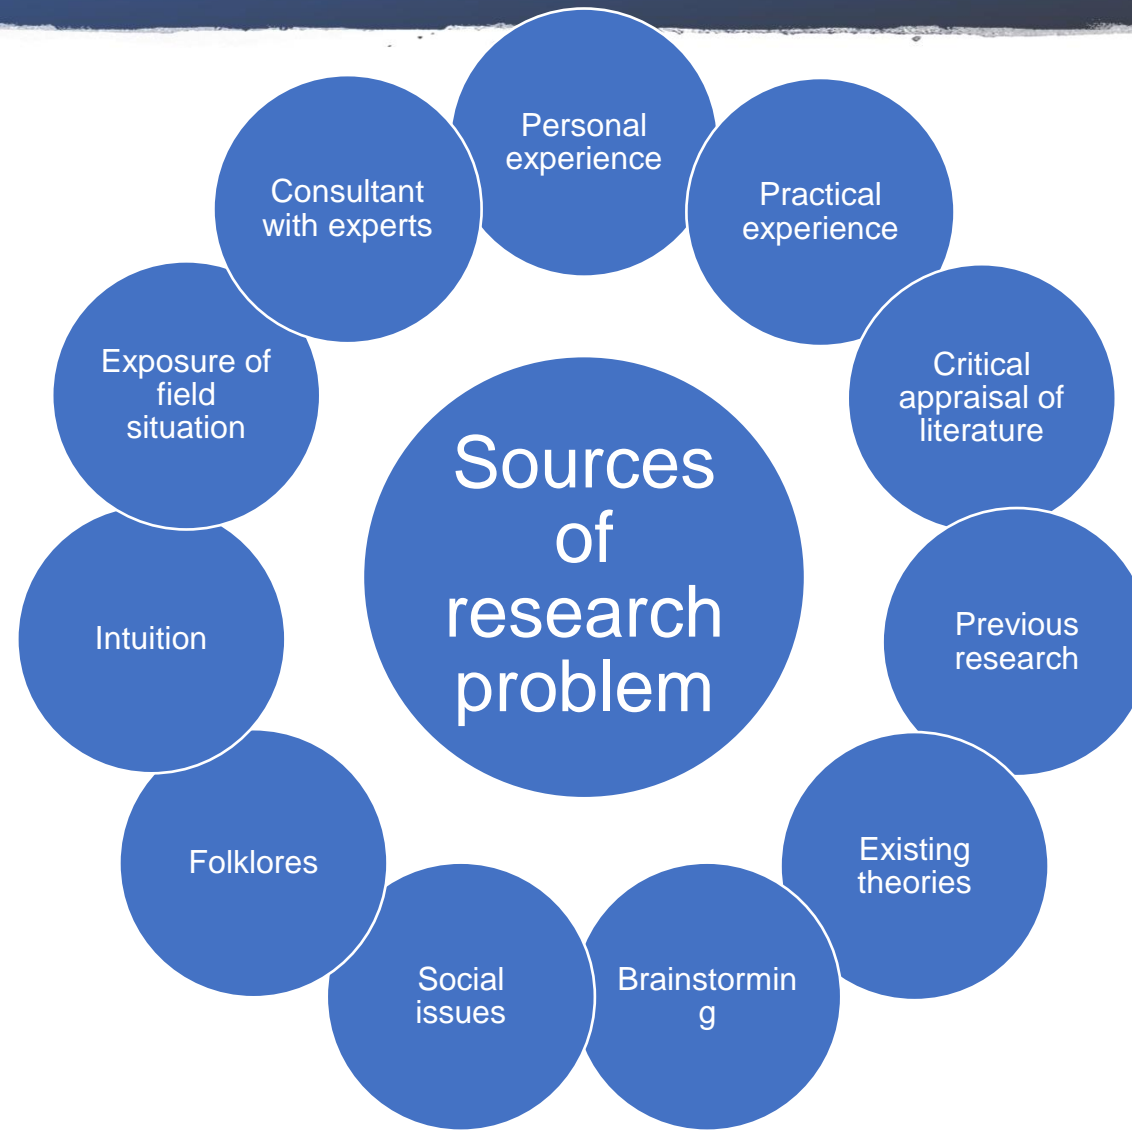 Personal
experience
Practical
experience
Critical
appraisal of
literature
Previous
research
Existing
theories
Brainstormin
g
Social
issues
Folklores
Intuition
Exposure of
field
situation
Consultant
with experts
Sources
of
research
problem